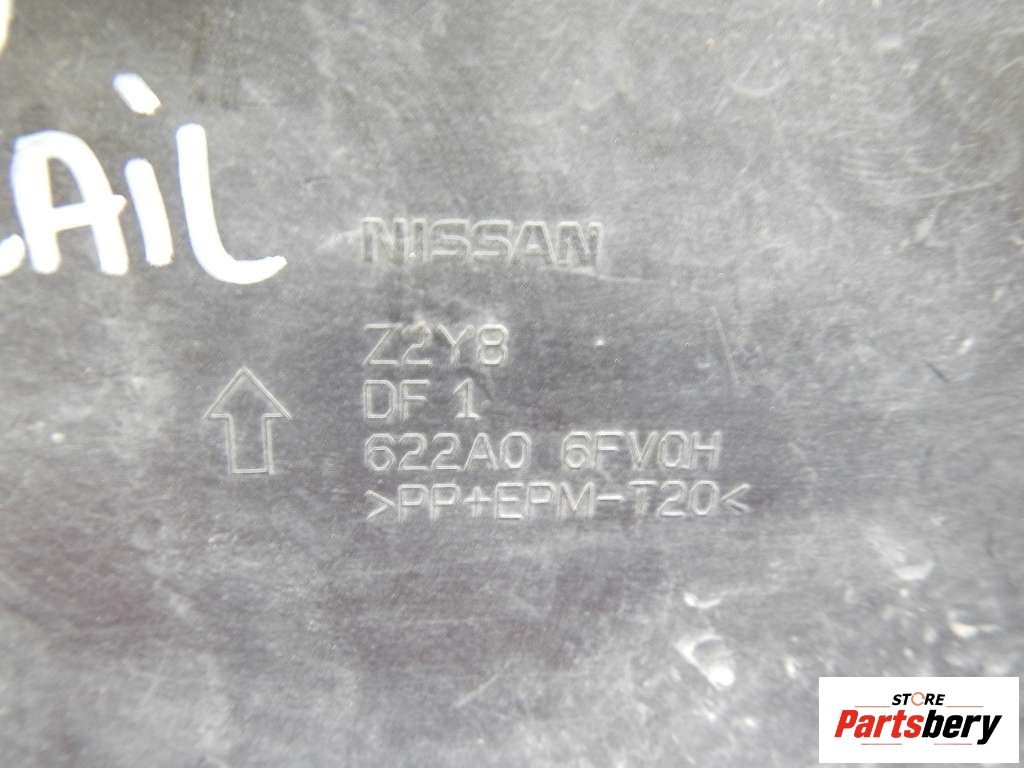 AiL
NISSAN
Z2Y8
DF 1
622A0 6FV0H
>PP+EPM-T20<
STORE
Partsbery